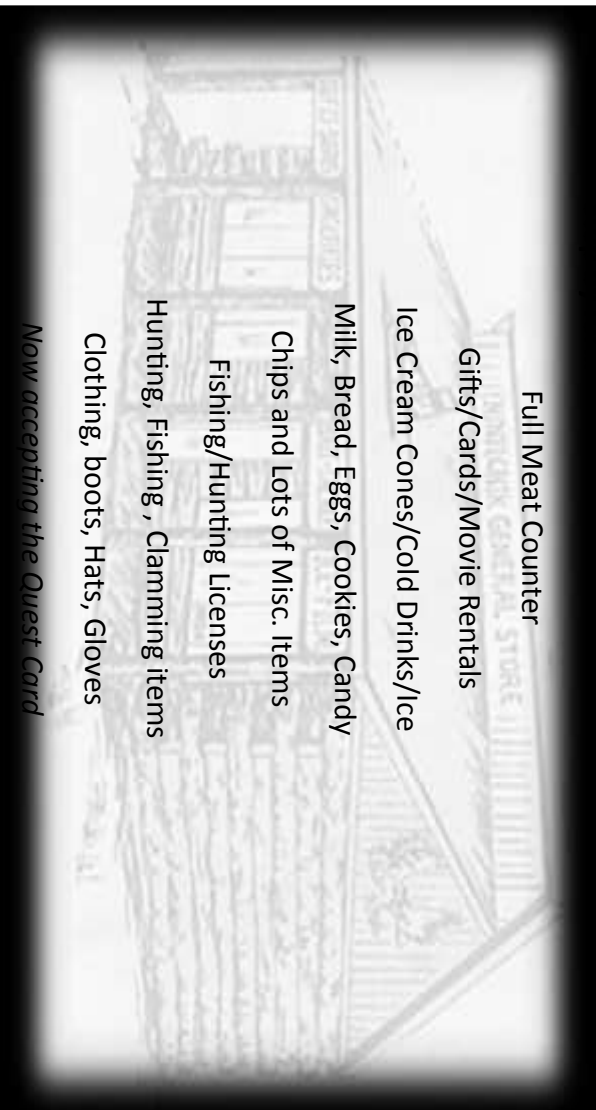 Full Meat Counter
Gifts/Cards/Movie Rentals
Ice Cream Cones/Cold Drinks/Ice
Milk, Bread, Eggs, Cookies, Candy
Chips and Lots of Misc. Items
Fishing/Hunting Licenses
Hunting, Fishing , Clamming items
Clothing, boots, Hats, Gloves
Now accepting the Quest Card
GENERAL STORE